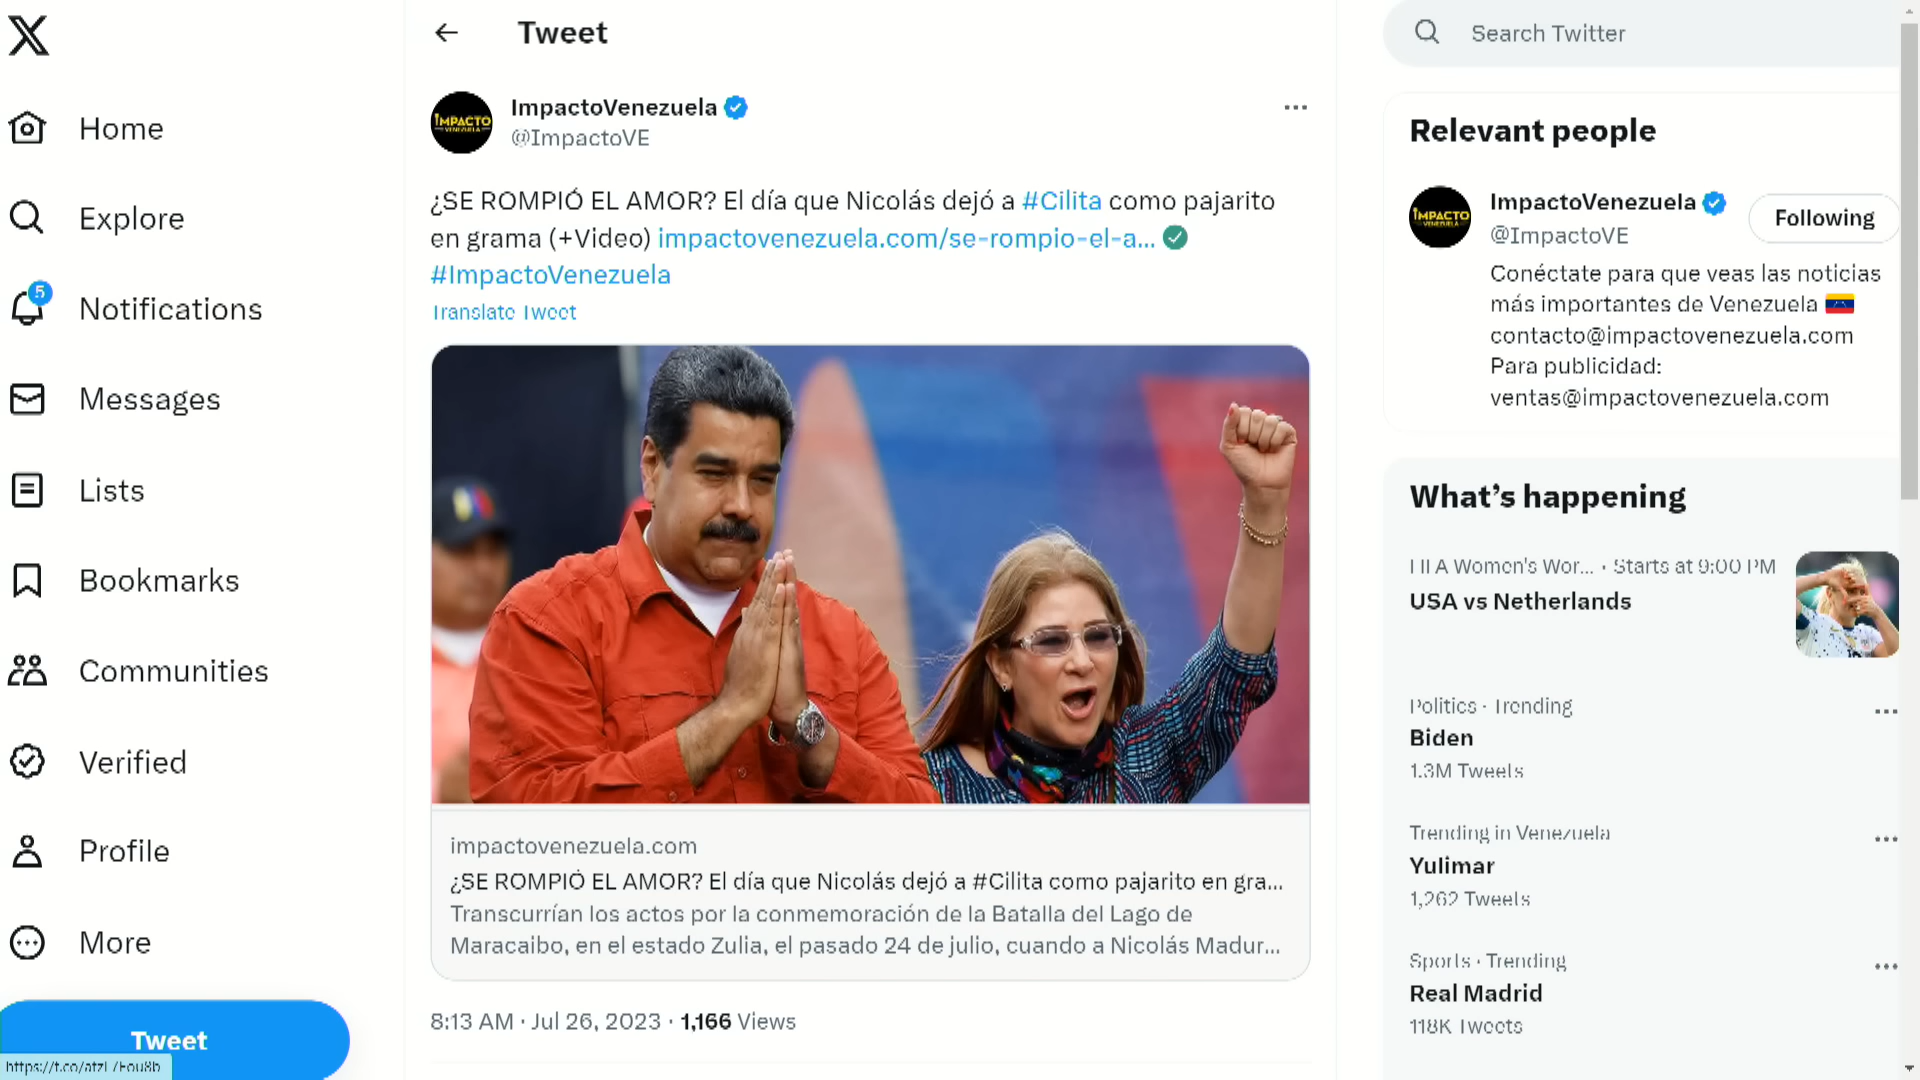 Tweet
ImpactoVenezuela
@ImpactoVE
¿SE ROMPIÓ EL AMOR? El día que Nicolás dejó a #Cilita como pajarito
en grama (+Video) impactovenezuela.com/se-rompio-el-a...
#ImpactoVenezuela
Translate Tweet
impactovenezuela.com
¿SE ROMPIÓ EL AMOR? El día que Nicolás dejó a #Cilita como pajarito en gra...
Transcurrían los actos por la conmemoración de la Batalla del Lago de
Maracaibo, en el estado Zulia, el pasado 24 de julio, cuando a Nicolás Madur...
8:13 AM · Jul 26, 2023 · 1,166 Views
Home
Explore
5
Notifications
Messages
Lists
Bookmarks
Communities
Verified
Profile
More
Tweet
Search Twitter
Relevant people
IMPACTO
VENEZUELA
ImpactoVenezuela
@ImpactoVE
Following
Conéctate para que veas las noticias
más importantes de Venezuela
contacto@impactovenezuela.com
Para publicidad:
ventas@impactovenezuela.com
What's happening
FIFA Women's Wor... · Starts at 9:00 PM
USA vs Netherlands
Politics · Trending
Biden
1.3M Tweets
Trending in Venezuela
Yulimar
1,262 Tweets
Sports · Trending
Real Madrid
118K Tweets